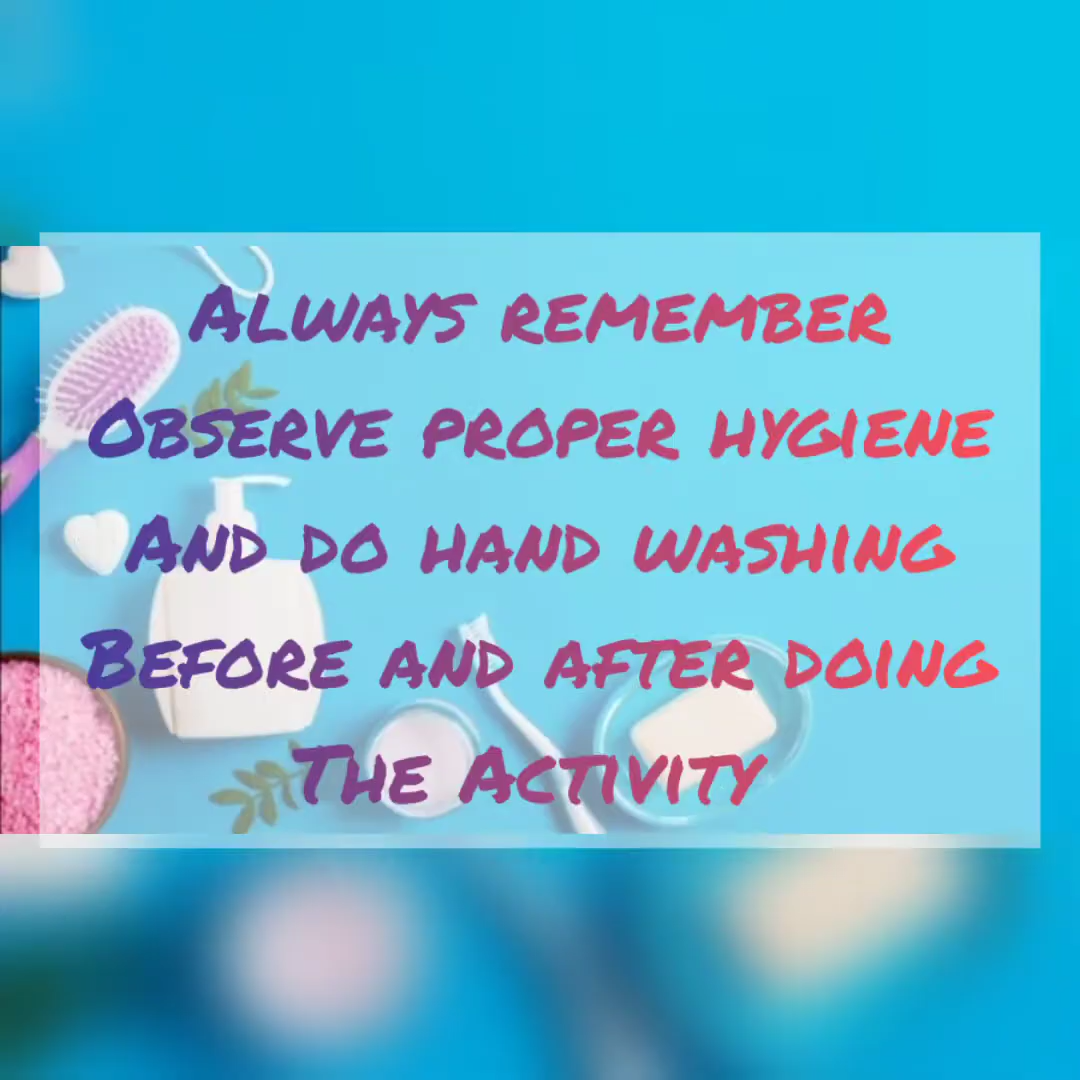 Always remember
Observe proper hygiene
And do hand washing
Before and after doing
The Activity